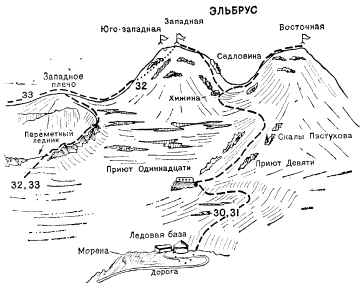 ЭЛЬБРУС
Западная
Юго-западная
Восточная
Седловина
Западное
плечо
33
32
Хижина
Переметный
ледник
Скалы Пастухова
Приют Одиннадцати
Приют Девяти
32,33
30,31
Ледовая база
Морена
Дорога